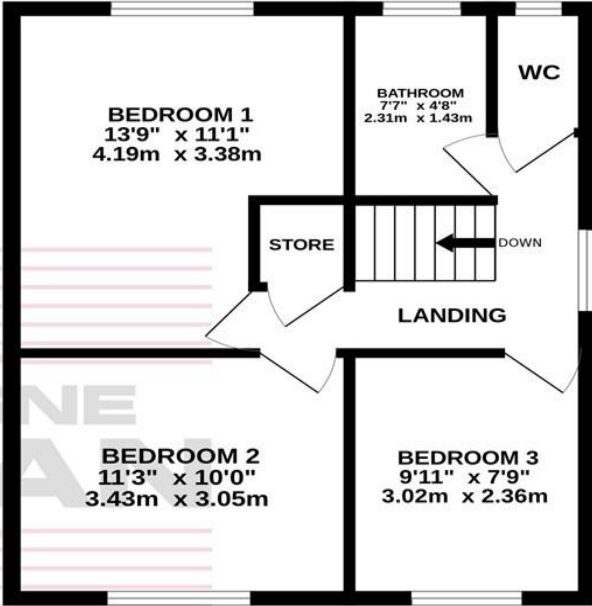 BEDROOM 1
13'9" x 11'1"
4.19m x 3.38m
BATHROOM
7'7" x 4'8"
2.31m x 1.43m
WC
STORE
DOWN
LANDING
BEDROOM 2
11'3" x 10'0"
3.43m x 3.05m
BEDROOM 3
9'11" x 7'9"
3.02m x 2.36m
NE
AN